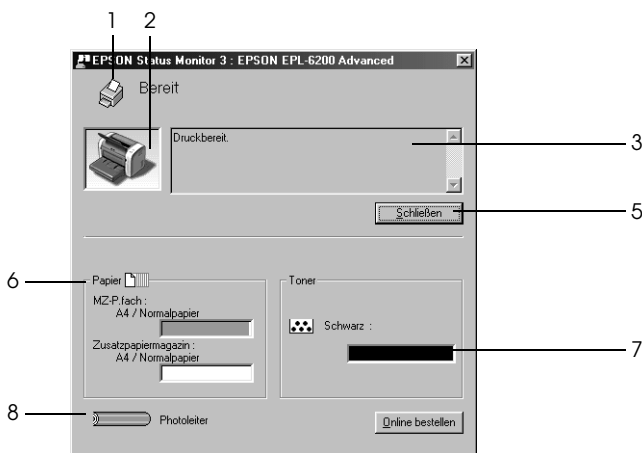 1 2
EPSON Status Monitor 3 : EPSON EPL-6200 Advanced
Bereit
Druckbereit.
3
Schließen
5
6
Papier
Toner
MZ-P.fach :
A4 / Normalpapier
Schwarz :
Zusatzpapiermagazin :
A4 / Normalpapier
7
8
Photoleiter
Online bestellen